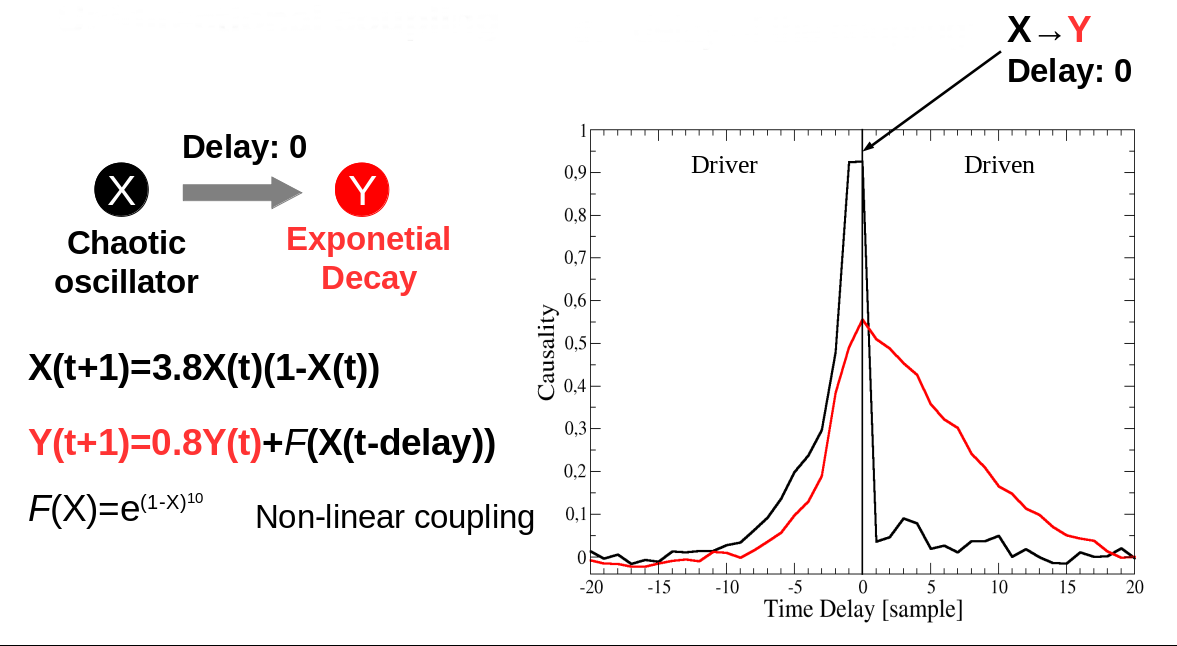 X→Y
Delay: 0
Delay: 0
X
Y
Chaotic
oscillator
Exponetial
Decay
X(t+1)=3.8X(t)(1-X(t))
Y(t+1)=0.8Y(t)+F(X(t-delay))
F(X)=e(1-X)10
Non-linear coupling
Driver
Driven
Causality
1
0,9
0,8
0,7
0,6
0,5
0,4
0,3
0,2
0,1
0
-20 -15 -10 -5 0 5 10 15 20
Time Delay [sample]